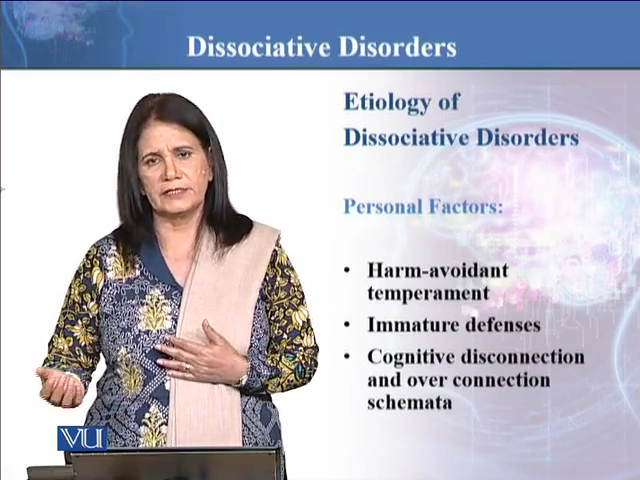 Dissociative Disorders
Etiology of
Dissociative Disorders
Personal Factors:
• Harm-avoidant
temperament
• Immature defenses
• Cognitive disconnection
and over connection
schemata
VU